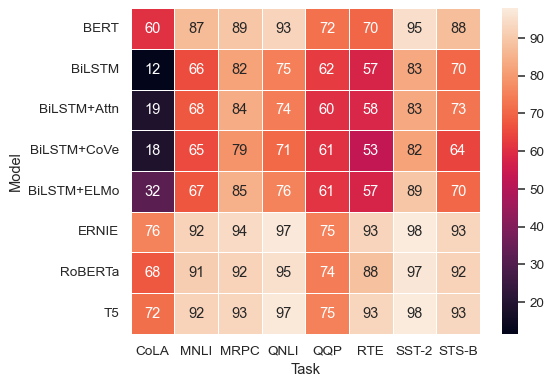 BERT 60 87 89 93 72 70 95 88
BiLSTM 12 66 82 75 62 57 83 70
BiLSTM+Attn 19 68 84 74 60 58 83 73
BiLSTM+CoVe 18 65 79 71 61 53 82 64
BiLSTM+ELMo 32 67 85 76 61 57 89 70
ERNIE 76 92 94 97 75 93 98 93
RoBERTa 68 91 92 95 74 88 97 92
T5 72 92 93 97 75 93 98 93
CoLA MNLI MRPC QNLI QQP RTE SST-2 STS-B
Task
Model
90
80
70
60
50
40
30
20